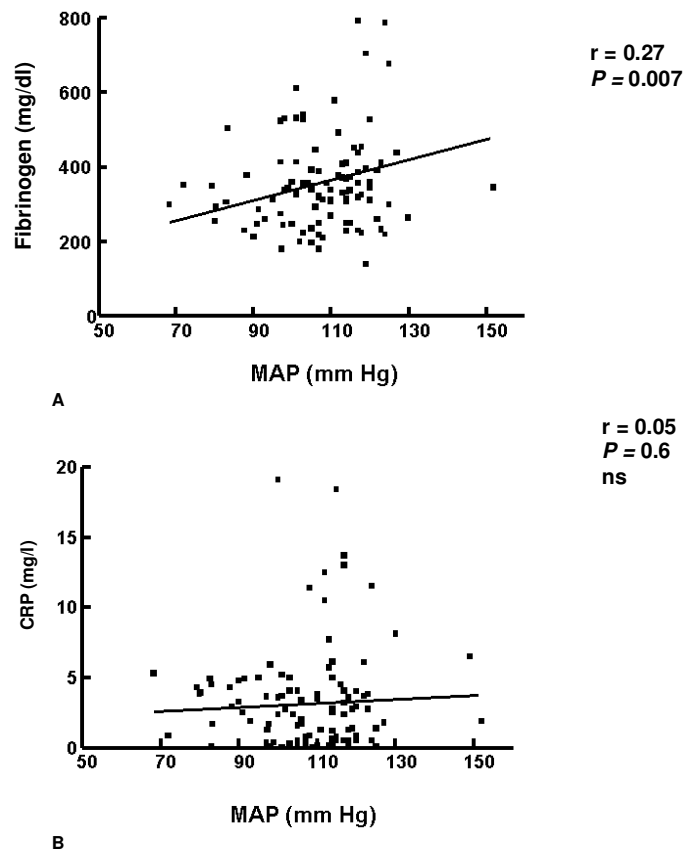 800
600
400
200
0
Fibrinogen (mg/dl)
50 70 90 110 130 150
MAP (mm Hg)
r = 0.27
P = 0.007
A
r = 0.05
P = 0.6
ns
20
15
10
5
0
CRP (mg/l)
50 70 90 110 130 150
MAP (mm Hg)
B